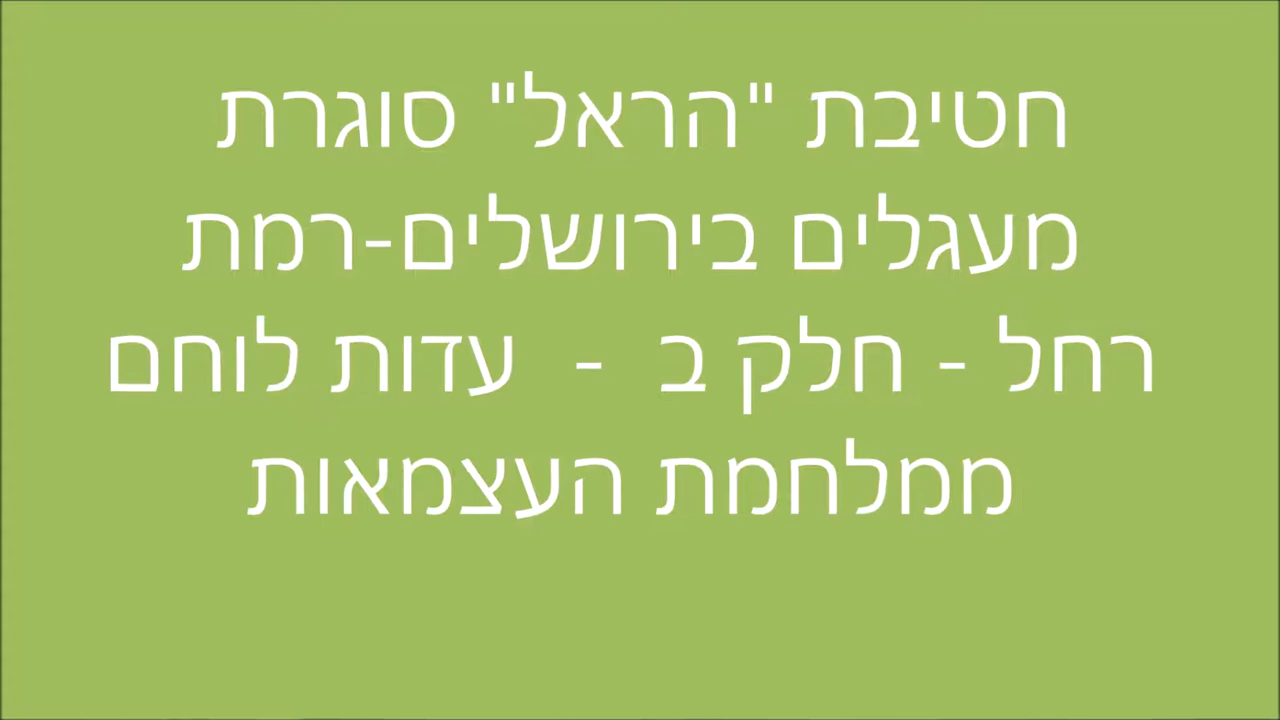 חטיבת "הראל" סוגרת
מעגלים בירושלים-רמת
רחל - חלק ב  -  עדות לוחם
ממלחמת העצמאות